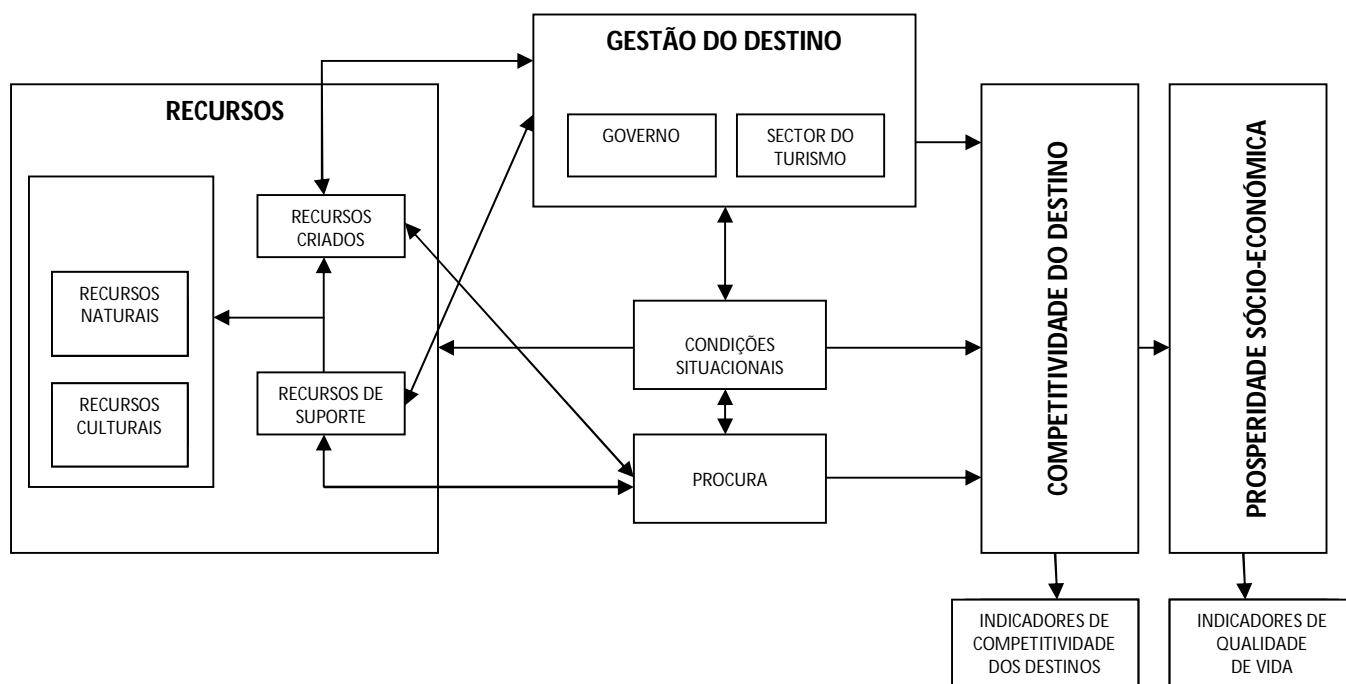 GESTÃO DO DESTINO
GOVERNO
SECTOR DO
TURISMO
RECURSOS
RECURSOS
CRIADOS
RECURSOS
NATURAIS
RECURSOS
CULTURAIS
RECURSOS DE
SUPORTE
CONDIÇÕES
SITUACIONAIS
PROCURA
COMPETITIVIDADE DO DESTINO
PROSPERIDADE SÓCIO-ECONÓMICA
INDICADORES DE
COMPETITIVIDADE
DOS DESTINOS
INDICADORES DE
QUALIDADE
DE VIDA